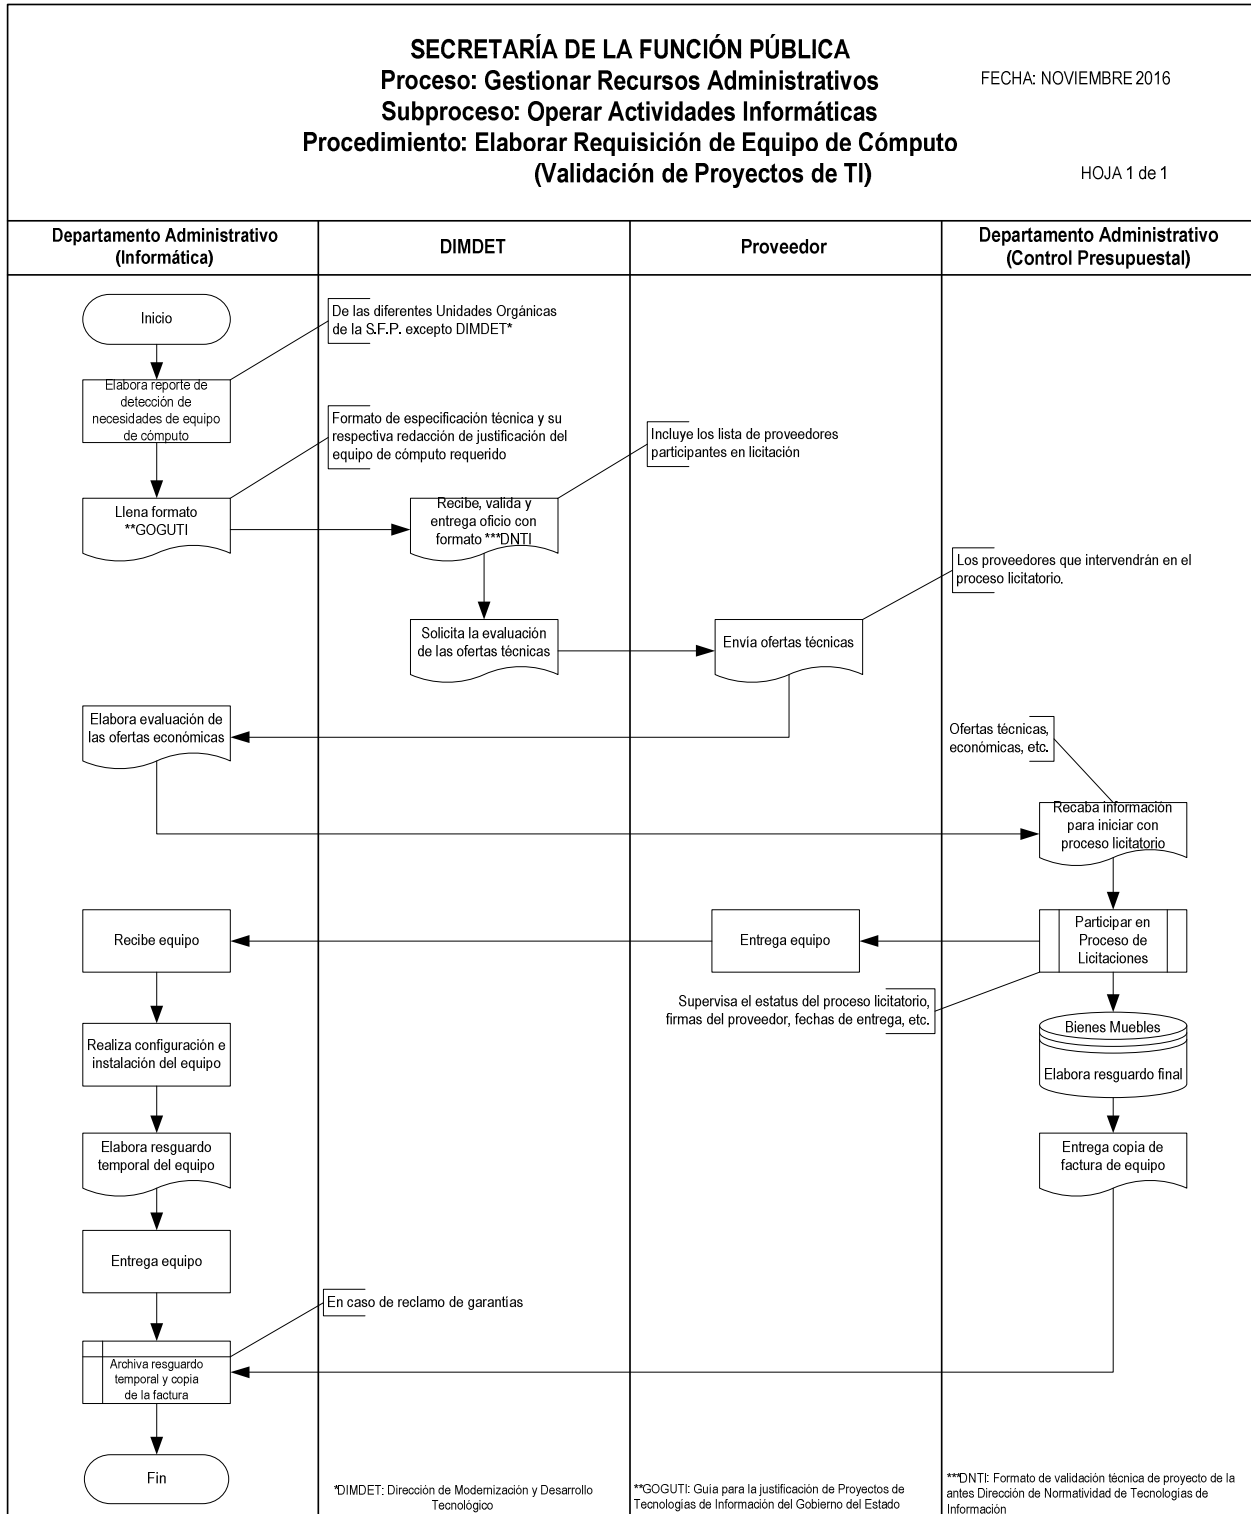 SECRETARÍA DE LA FUNCIÓN PÚBLICA
Proceso: Gestionar Recursos Administrativos
FECHA: NOVIEMBRE 2016
Subproceso: Operar Actividades Informáticas
Procedimiento: Elaborar Requisición de Equipo de Cómputo
(Validación de Proyectos de TI)
HOJA 1 de 1
Departamento Administrativo
(Informática)
DIMDET
Proveedor
Departamento Administrativo
(Control Presupuestal)
Inicio
De las diferentes Unidades Orgánicas
de la S.F.P. excepto DIMDET*
Elabora reporte de
detección de
necesidades de equipo
de cómputo
Formato de especificación técnica y su
respectiva redacción de justificación del
equipo de cómputo requerido
Incluye los lista de proveedores
participantes en licitación
Llena formato
**GOGUTI
Recibe, valida y
entrega oficio con
formato ***DNTI
Los proveedores que intervendrán en el
proceso licitatorio.
Solicita la evaluación
de las ofertas técnicas
Envía ofertas técnicas
Elabora evaluación de
las ofertas económicas
Ofertas técnicas,
económicas, etc.
Recaba información
para iniciar con
proceso licitatorio
Recibe equipo
Entrega equipo
Participar en
Proceso de
Licitaciones
Supervisa el estatus del proceso licitatorio,
firmas del proveedor, fechas de entrega, etc.
Bienes Muebles
Elabora resguardo final
Realiza configuración e
instalación del equipo
Elabora resguardo
temporal del equipo
Entrega copia de
factura de equipo
Entrega equipo
En caso de reclamo de garantías
Archiva resguardo
temporal y copia
de la factura
Fin
*DIMDET: Dirección de Modernización y Desarrollo
Tecnológico
**GOGUTI: Guía para la justificación de Proyectos de
Tecnologías de Información del Gobierno del Estado
***DNTI: Formato de validación técnica de proyecto de la
antes Dirección de Normatividad de Tecnologías de
Información